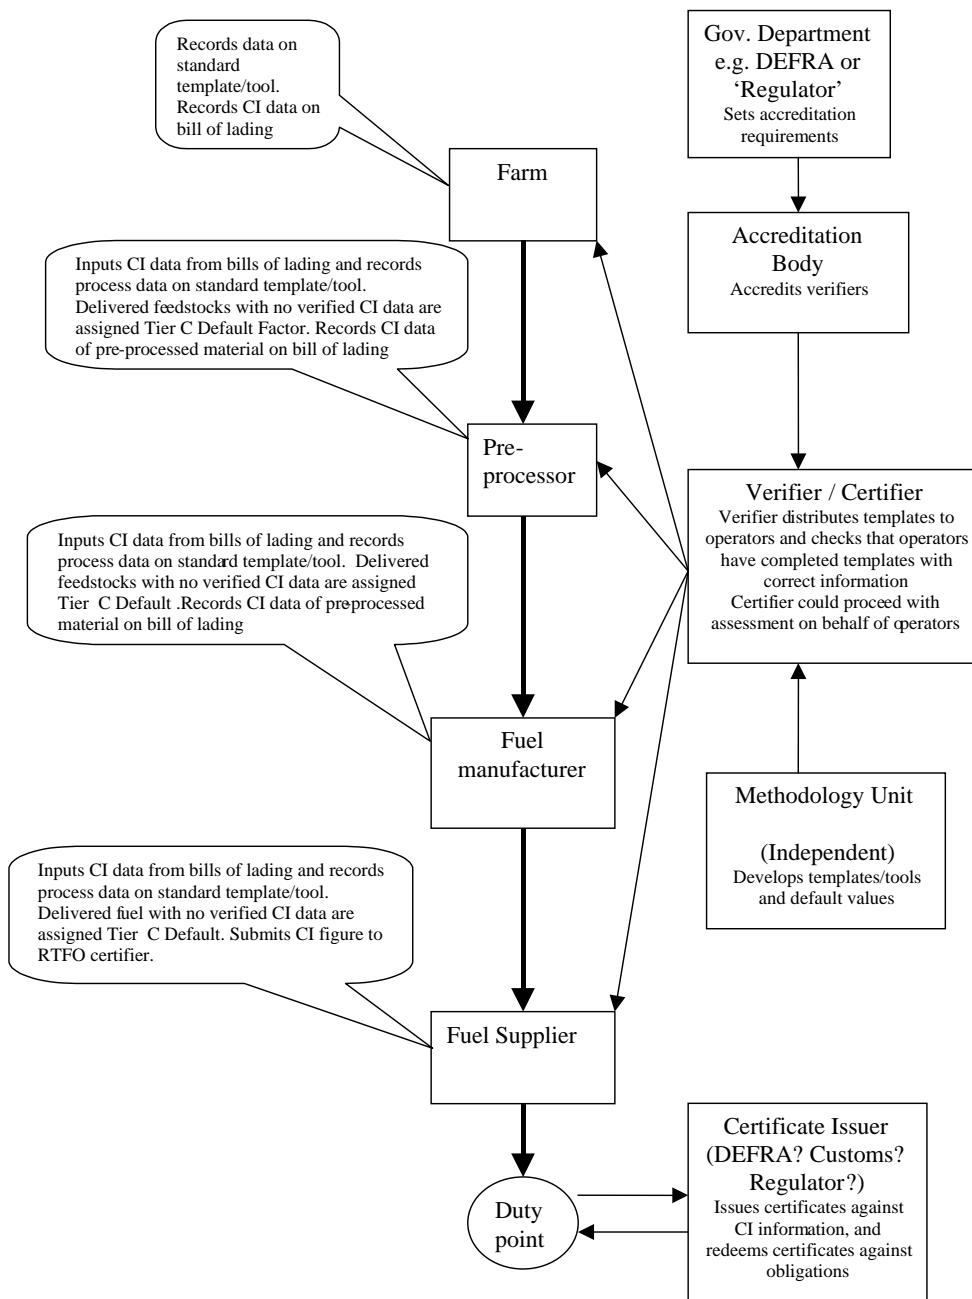 Records data on
standard
template/tool.
Records CI data on
bill of lading
Gov. Department
e.g. DEFRA or
‘Regulator’
Sets accreditation
requirements
Farm
Accreditation
Body
Accredits verifiers
Inputs CI data from bills of lading and records
process data on standard template/tool.
Delivered feedstocks with no verified CI data are
assigned Tier C Default Factor. Records CI data
of pre-processed material on bill of lading
Pre-
processor
Verifier / Certifier
Verifier distributes templates to
operators and checks that operators
have completed templates with
correct information
Certifier could proceed with
assessment on behalf of operators
Inputs CI data from bills of lading and records
process data on standard template/tool. Delivered
feedstocks with no verified CI data are assigned
Tier C Default .Records CI data of pre-processed
material on bill of lading
Fuel
manufacturer
Methodology Unit
(Independent)
Develops templates/tools
and default values
Inputs CI data from bills of lading and records
process data on standard template/tool.
Delivered fuel with no verified CI data are
assigned Tier C Default. Submits CI figure to
RTFO certifier.
Fuel Supplier
Duty
point
Certificate Issuer
(DEFRA? Customs?
Regulator?)
Issues certificates against
CI information, and
redeems certificates against
obligations